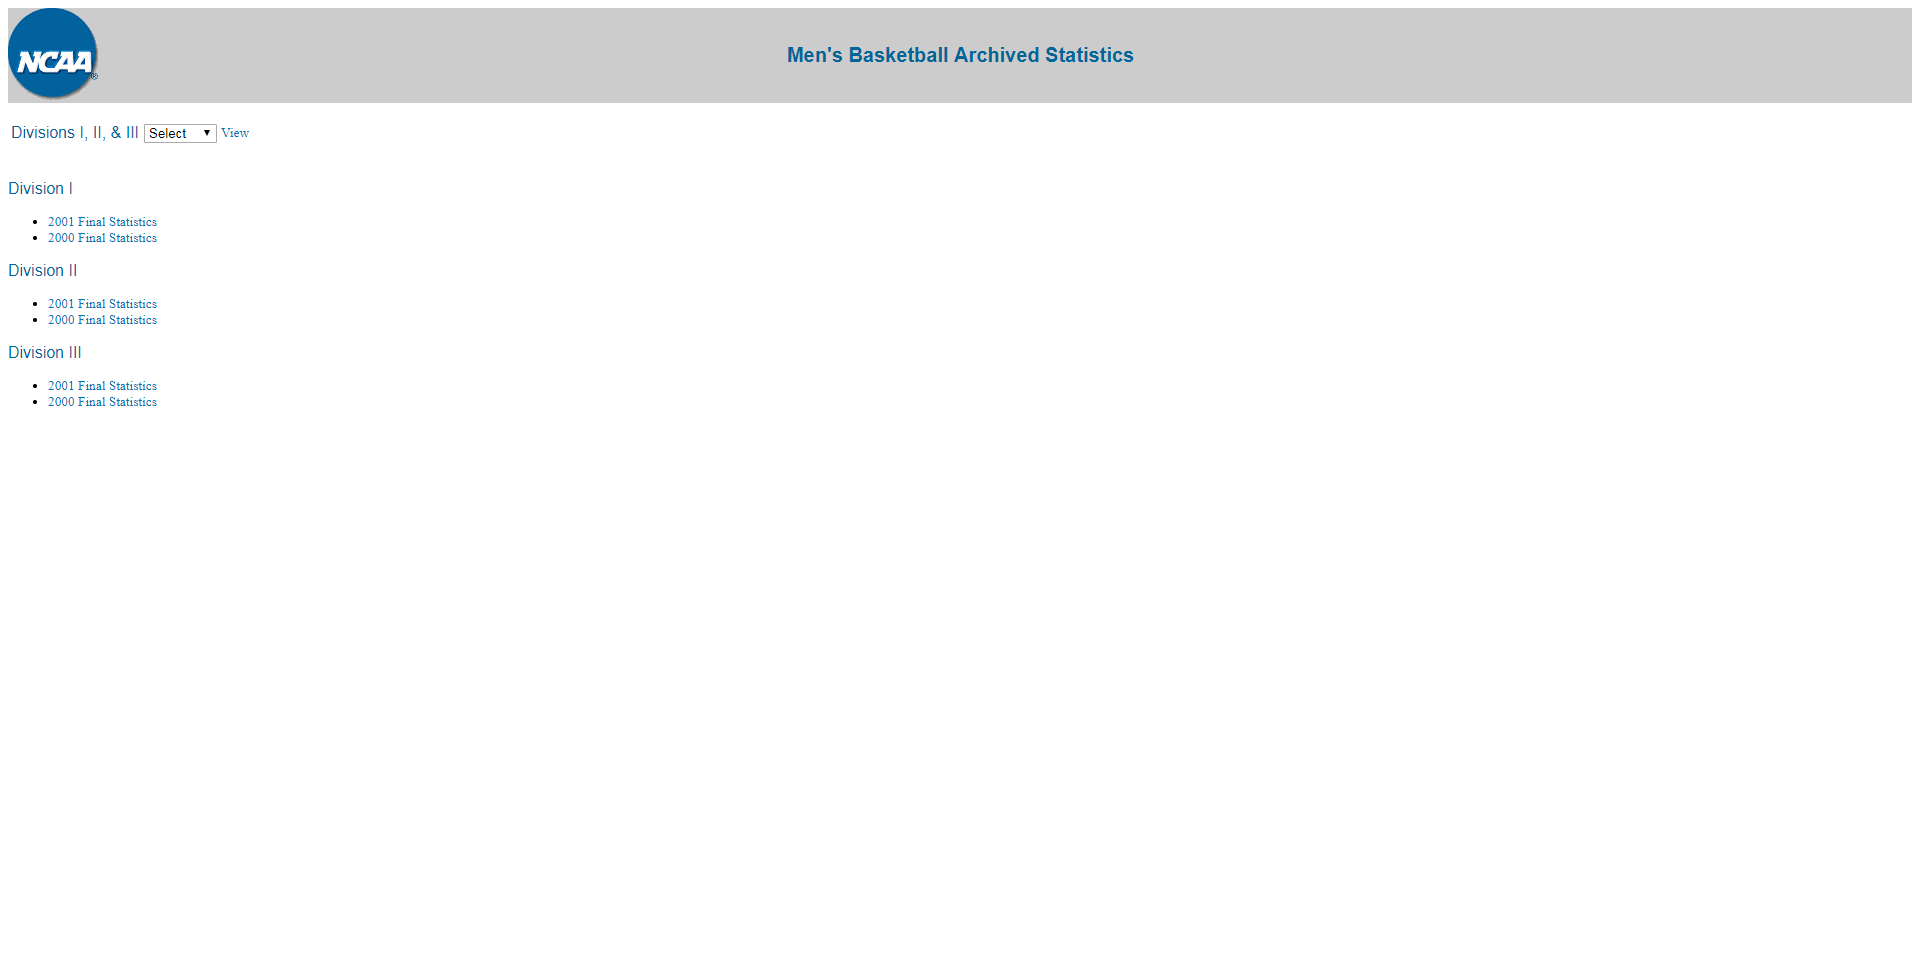 NCAA®
Men's Basketball Archived Statistics
Divisions I, II, & III Select View
Division I
2001 Final Statistics
2000 Final Statistics
Division II
2001 Final Statistics
2000 Final Statistics
Division III
2001 Final Statistics
2000 Final Statistics